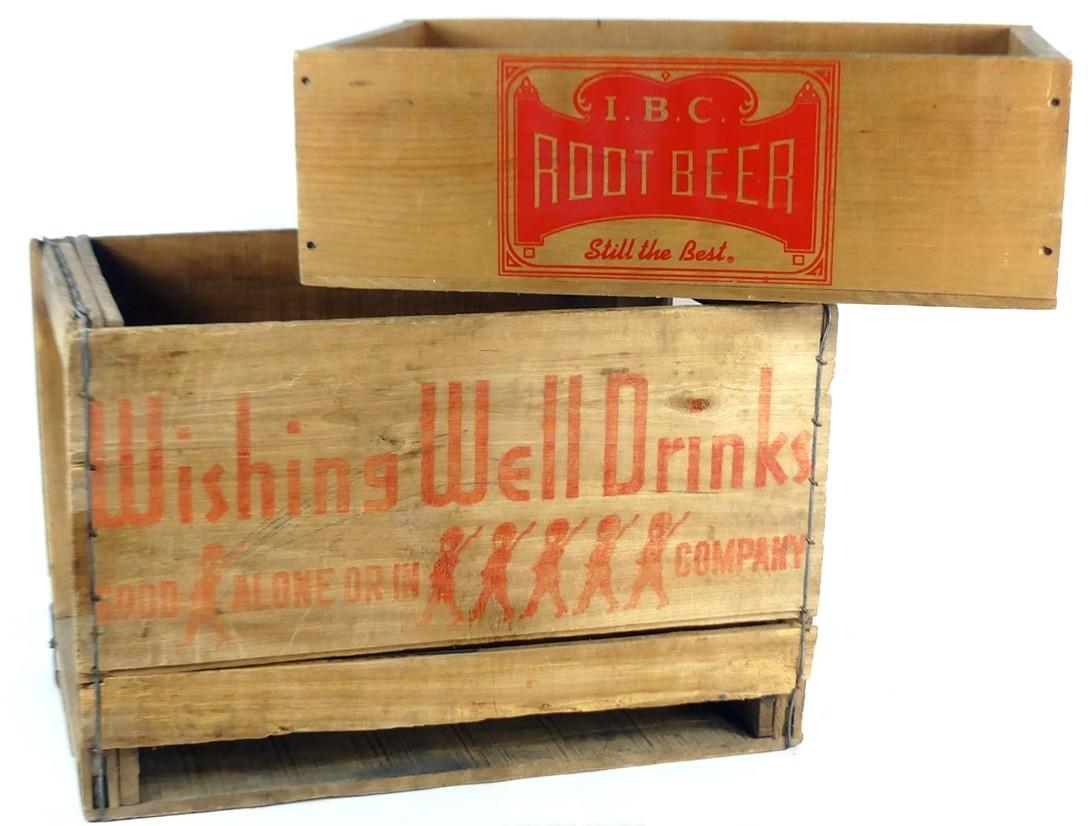 I.B.C.
ROOT BEER
Still the Best.®
Wishing Well Drinks
GOOD ALONE OR IN COMPANY